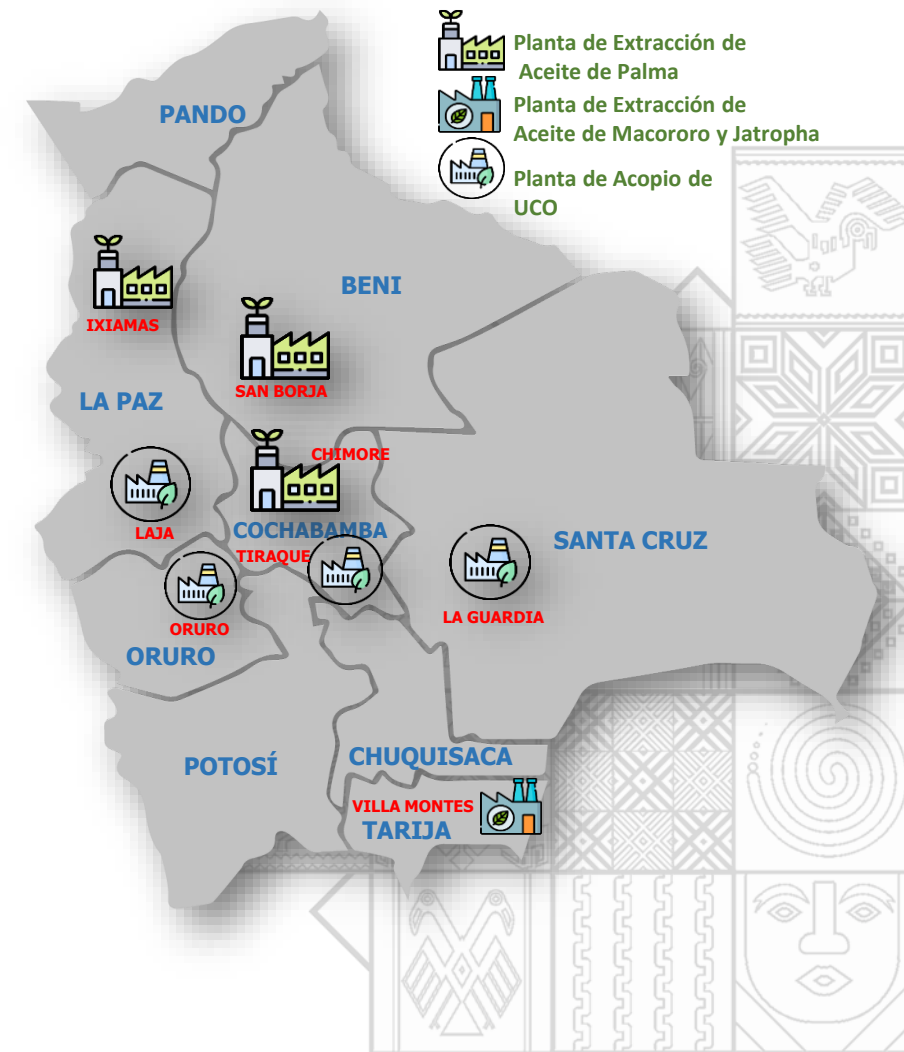 Planta de Extracción de
Aceite de Palma
Planta de Extracción de
Aceite de Macororo y Jatropha
Planta de Acopio de
UCO
PANDO
BENI
IXIAMAS
SAN BORJA
LA PAZ
CHIMORE
LAJA
COCHABAMBA
TIRAQUE
SANTA CRUZ
LA GUARDIA
ORURO
ORURO
POTOSÍ
CHUQUISACA
VILLA MONTES
TARIJA